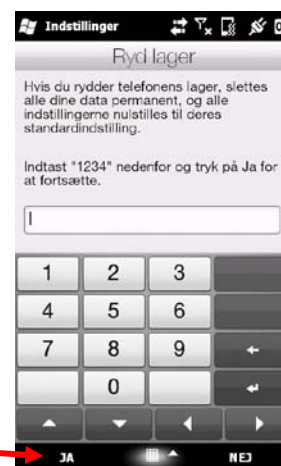 Indstillinger
Ryd lager
Hvis du rydder telefonens lager, slettes
alle dine data permanent, og alle
indstillingerne nulstilles til deres
standardindstilling.
Indtast "1234" nedenfor og tryk på Ja for
at fortsætte.
1 2 3
4 5 6
7 8 9
0
JA NEJ